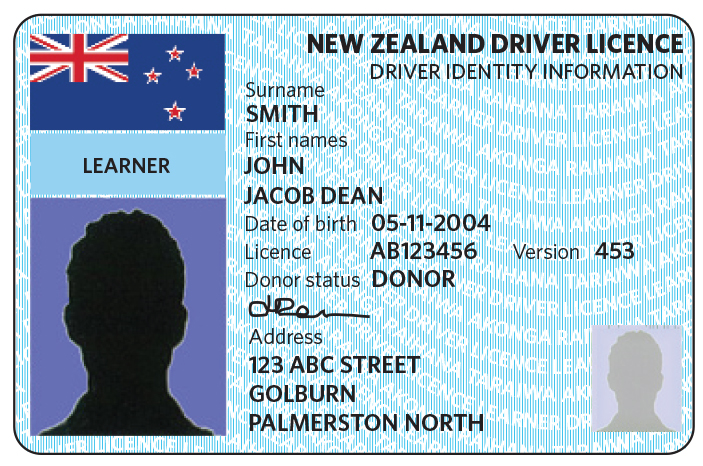 NEW ZEALAND DRIVER LICENCE
DRIVER IDENTITY INFORMATION
LEARNER
Surname
SMITH
First names
JOHN
JACOB DEAN
Date of birth 05-11-2004
Licence AB123456 Version 453
Donor status DONOR
Address
123 ABC STREET
GOLBURN
PALMERSTON NORTH